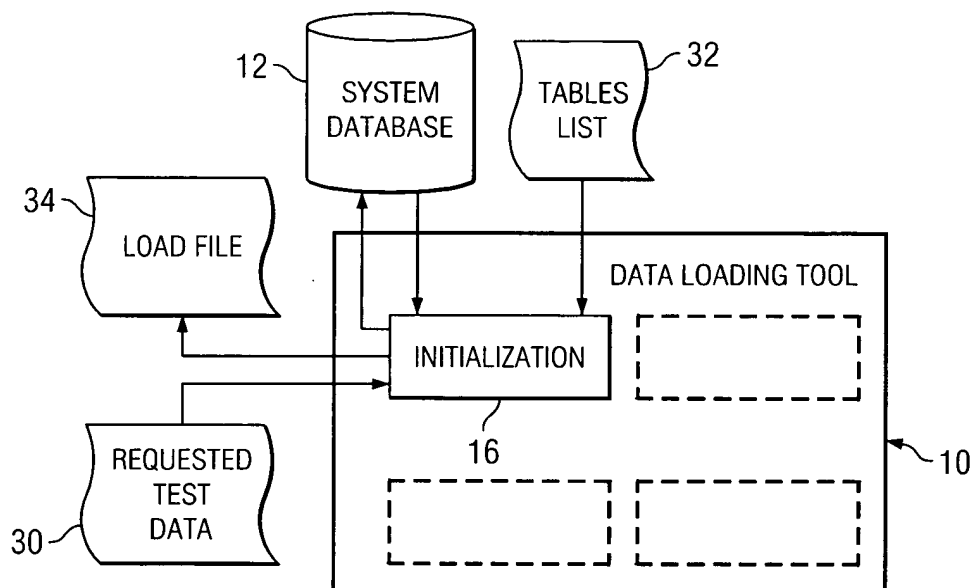 12
SYSTEM
DATABASE
TABLES
LIST
32
34
LOAD FILE
DATA LOADING TOOL
INITIALIZATION
16
10
REQUESTED
TEST
DATA
30